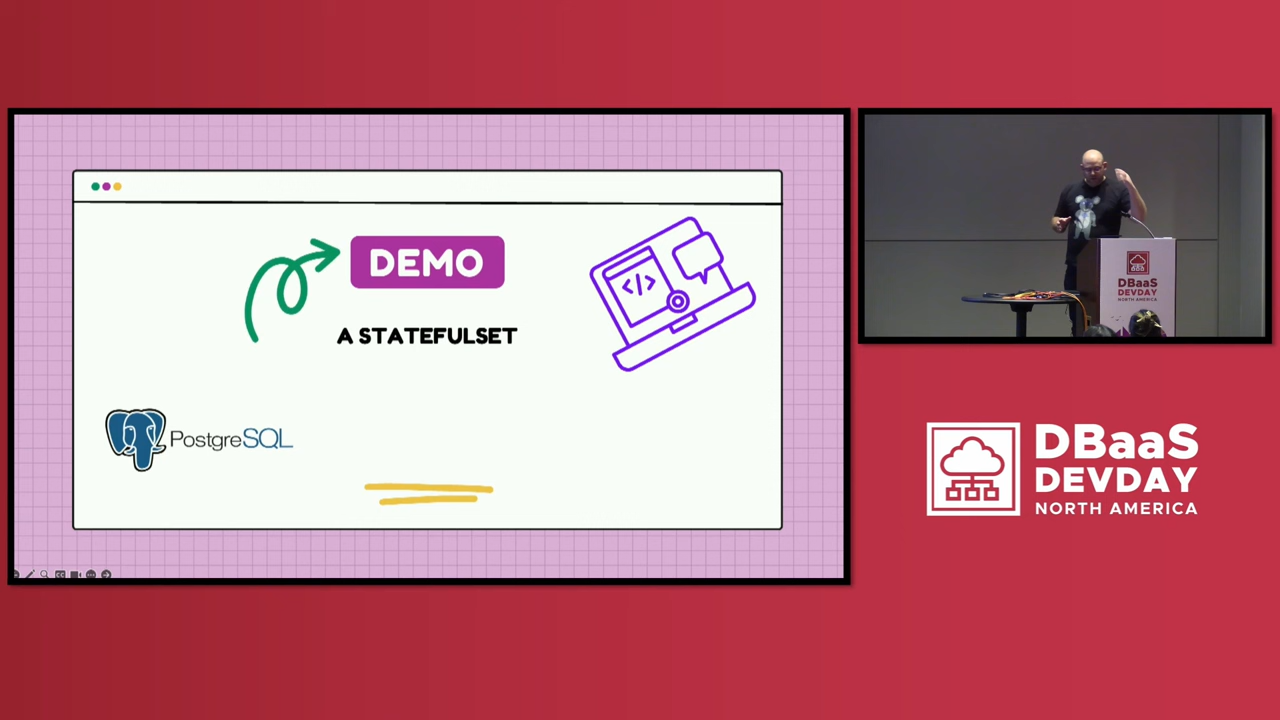 DEMO
A STATEFULSET
</>
PostgreSQL
DBaaS
DEVDAY
NORTH AMERICA
DBaaS
DEVDAY
NORTH AMERICA